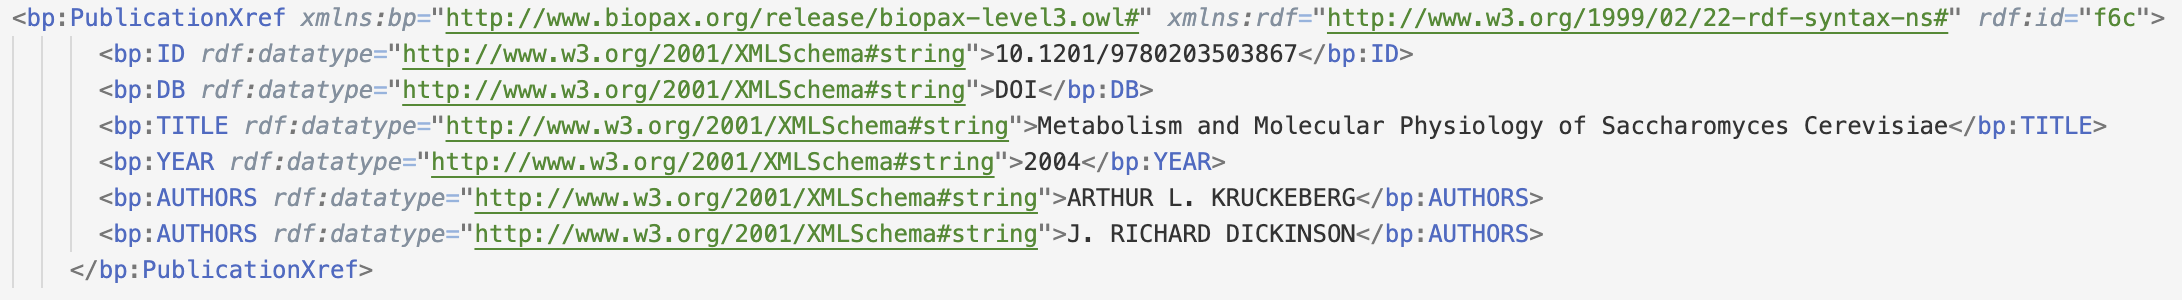 <bp:PublicationXref xmlns:bp="http://www.biopax.org/release/biopax-level3.owl#" xmlns:rdf="http://www.w3.org/1999/02/22-rdf-syntax-ns#" rdf:id="f6c">
<bp:ID rdf:datatype="http://www.w3.org/2001/XMLSchema#string">10.1201/9780203503867</bp:ID>
<bp:DB rdf:datatype="http://www.w3.org/2001/XMLSchema#string">DOI</bp:DB>
<bp:TITLE rdf:datatype="http://www.w3.org/2001/XMLSchema#string">Metabolism and Molecular Physiology of Saccharomyces Cerevisiae</bp:TITLE>
<bp:YEAR rdf:datatype="http://www.w3.org/2001/XMLSchema#string">2004</bp:YEAR>
<bp:AUTHORS rdf:datatype="http://www.w3.org/2001/XMLSchema#string">ARTHUR L. KRUCKEBERG</bp:AUTHORS>
<bp:AUTHORS rdf:datatype="http://www.w3.org/2001/XMLSchema#string">J. RICHARD DICKINSON</bp:AUTHORS>
</bp:PublicationXref>